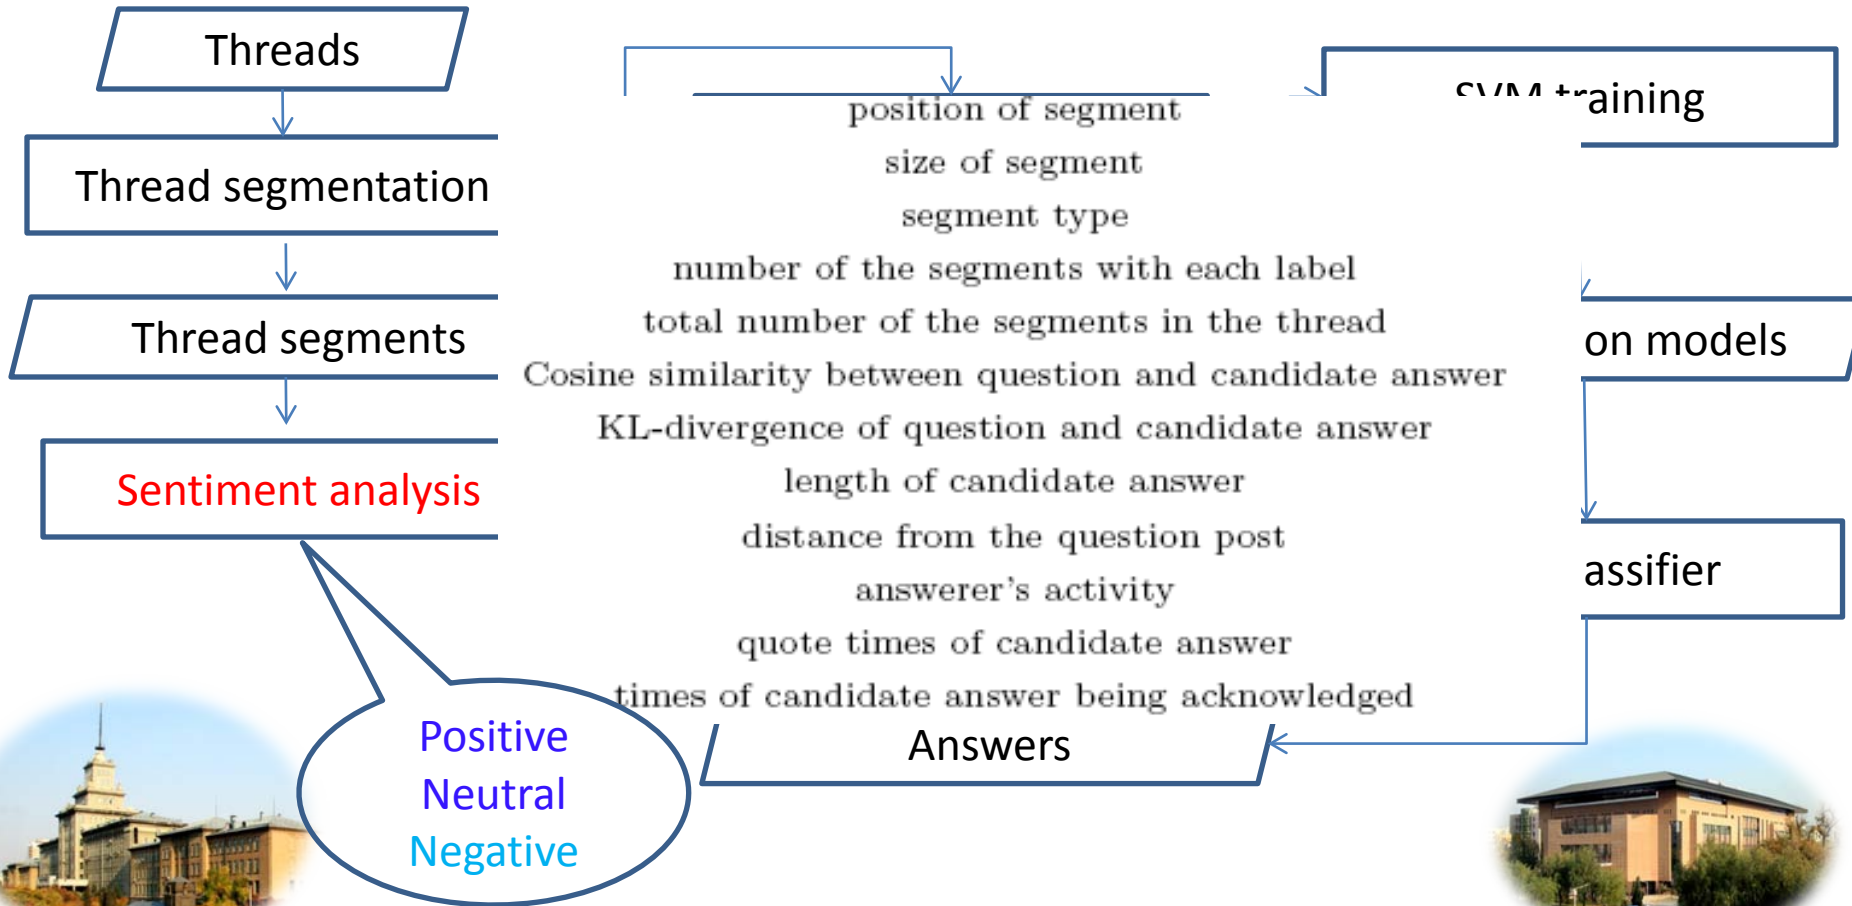 Threads
Thread segmentation
Thread segments
Sentiment analysis
Positive
Neutral
Negative
position of segment
size of segment
segment type
number of the segments with each label
total number of the segments in the thread
Cosine similarity between question and candidate answer
KL-divergence of question and candidate answer
length of candidate answer
distance from the question post
answerer's activity
quote times of candidate answer
times of candidate answer being acknowledged
Answers
SVM training
on models
assifier